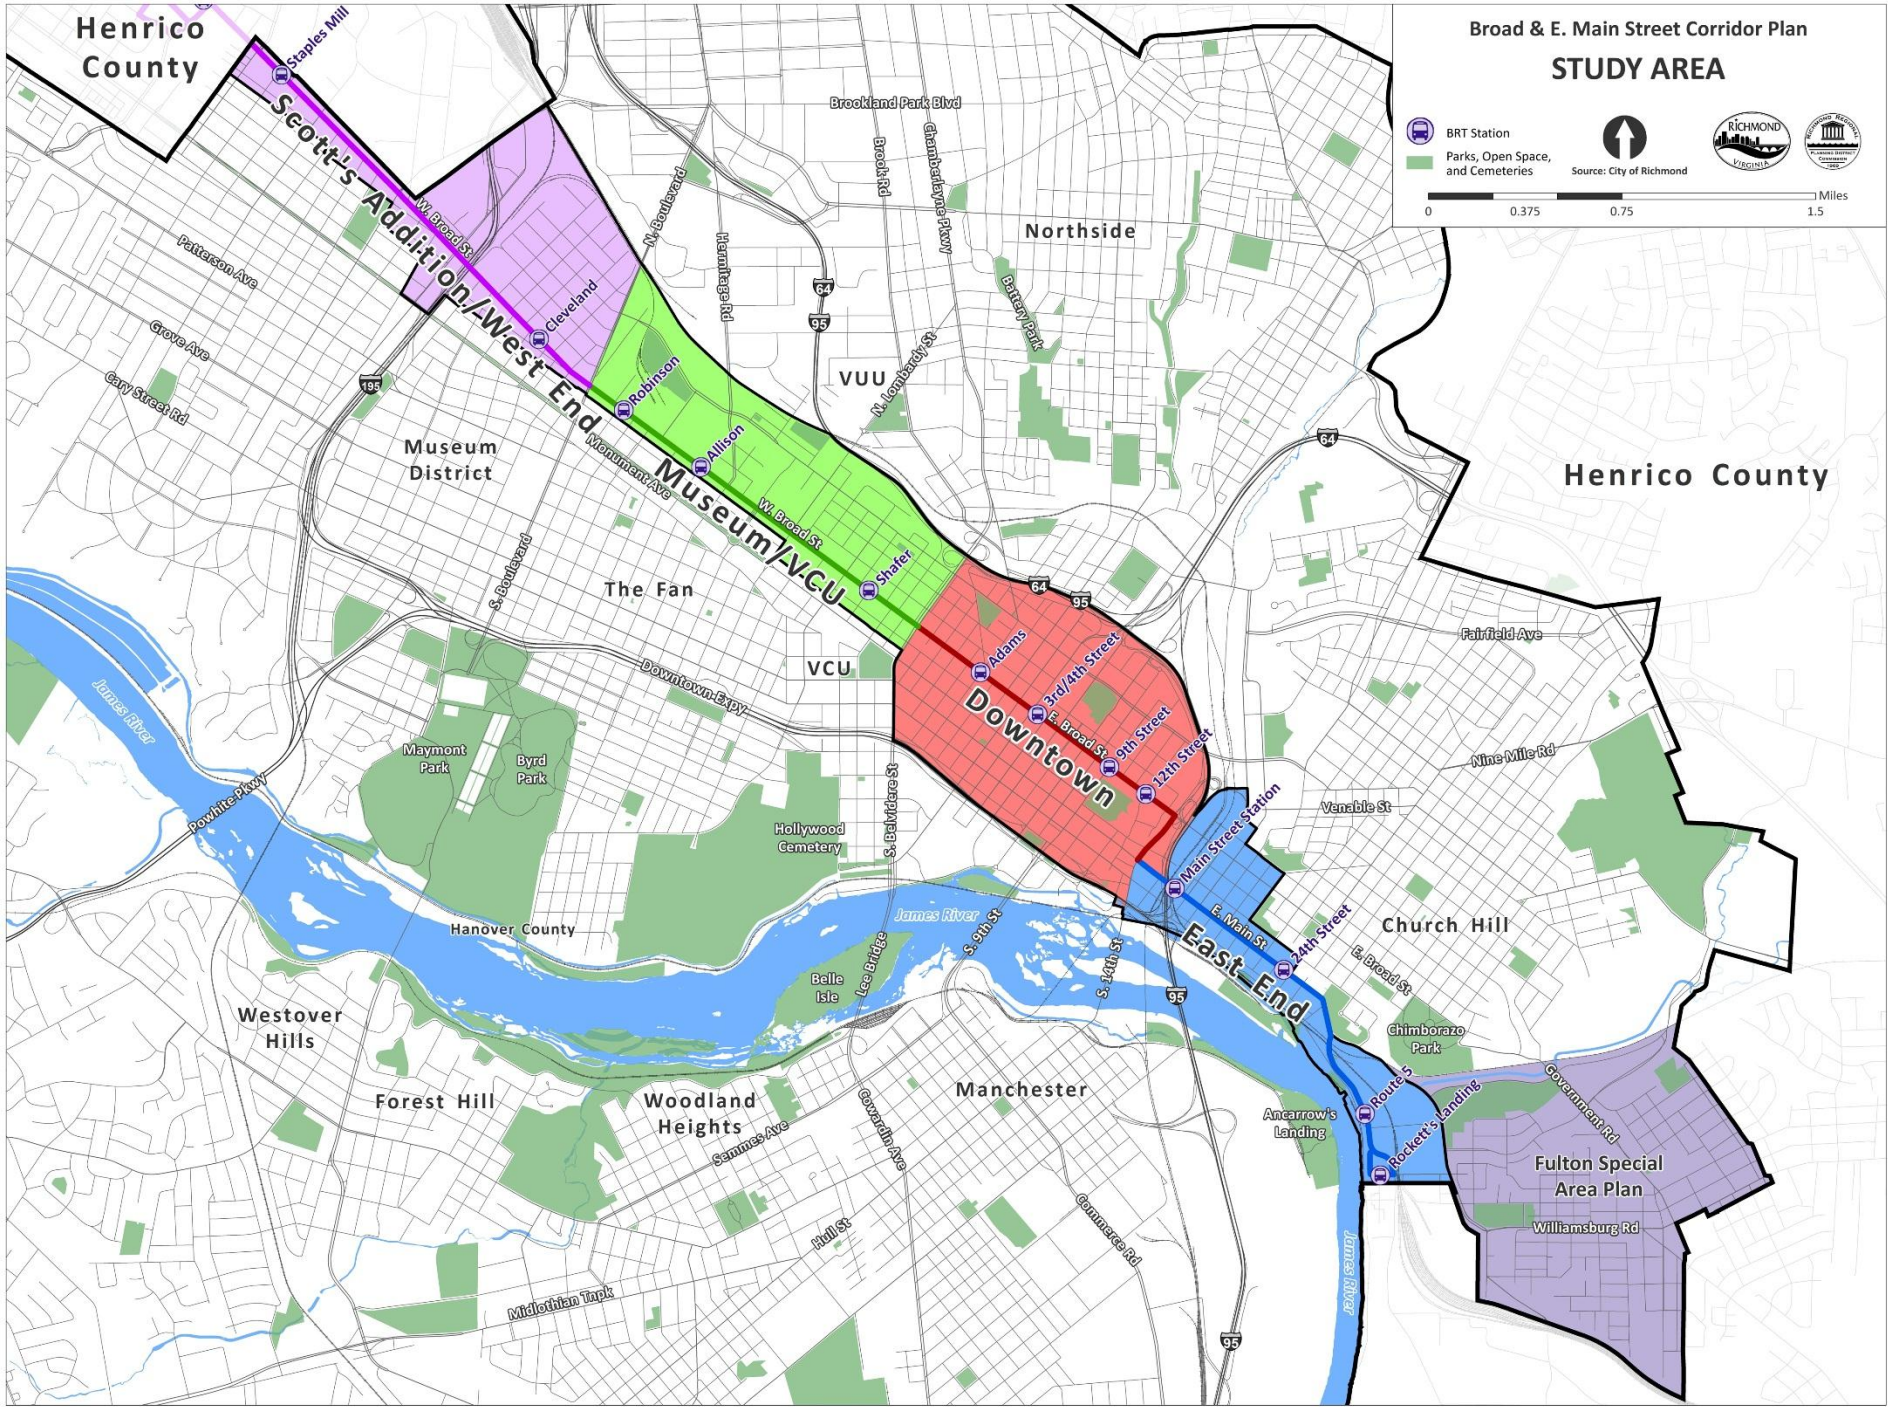 Broad & E. Main Street Corridor Plan
STUDY AREA
BRT Station
Parks, Open Space,
and Cemeteries
Source: City of Richmond
RICHMOND
VIRGINIA
RICHMOND REGIONAL
PLANNING DISTRICT
COMMISSION
1969
Miles
0
0.375
0.75
1.5
Henrico
County
Staples Mill
Scott's Addition/West End
W. Broad St
Cleveland
Patterson Ave
Grove Ave
Cary Street Rd
195
Museum
District
Monument Ave
N. Boulevard
Hermitage Rd
Brookland Park Blvd
Brook Rd
Chamberlayne Pkwy
Northside
Battery Park
64
95
VUU
N. Lombardy St
64
Henrico County
Robinson
Allison
W. Broad St
Museum/VCU
Shafer
The Fan
S. Boulevard
VCU
Downtown Expy
64
95
Adams
3rd/4th Street
E. Broad St
9th Street
12th Street
Downtown
Fairfield Ave
Nine Mile Rd
Venable St
Main Street Station
E. Main St
24th Street
East End
Church Hill
E. Broad St
Chimborazo
Park
James River
Powhite Pkwy
Maymont
Park
Byrd
Park
Hollywood
Cemetery
S. Belvidere St
James River
Hanover County
Belle
Isle
Lee Bridge
S. 9th St
S. 14th St
95
Westover
Hills
Forest Hill
Woodland
Heights
Semmes Ave
Cowardin Ave
Manchester
Ancarrow's
Landing
Route 5
Rockett's Landing
Government Rd
Fulton Special
Area Plan
Williamsburg Rd
Hull St
Commerce Rd
Midlothian Tnpk
James River
95